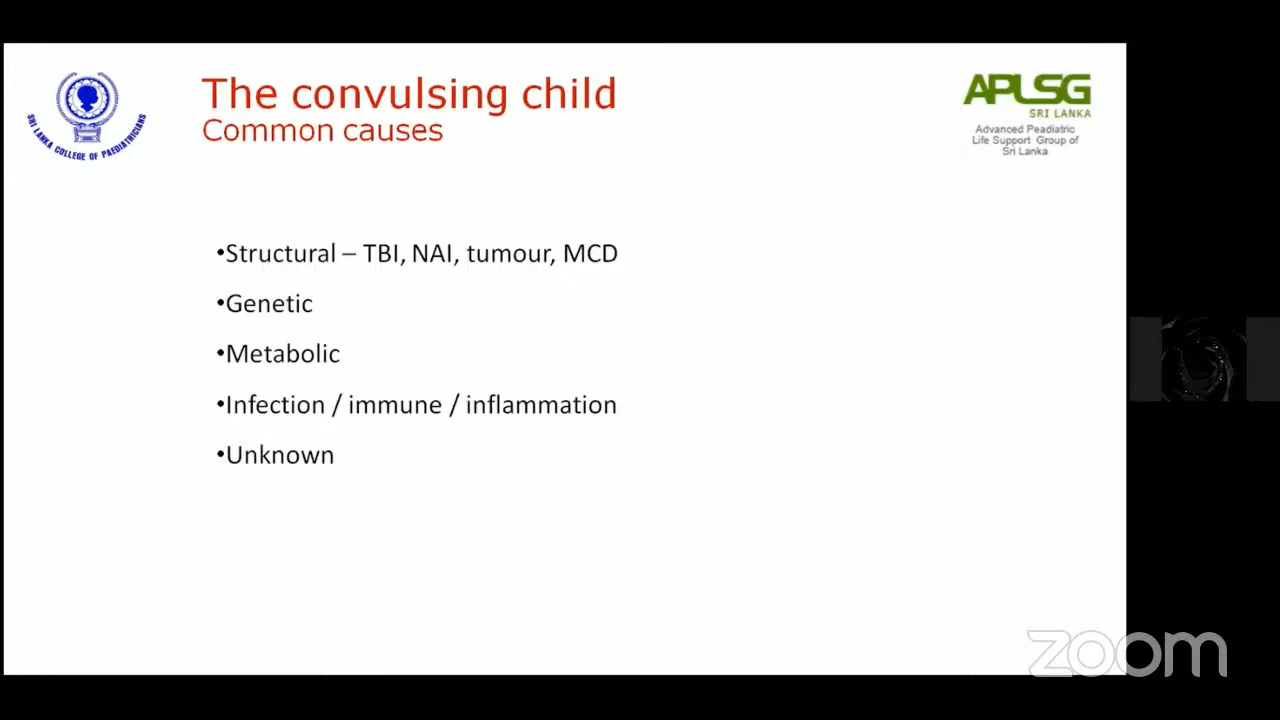 The convulsing child
Common causes
SRI LANKA COLLEGE OF PAEDIATRICIANS
APLSG
SRI LANKA
Advanced Peadiatric
Life Support Group of
Sri Lanka
•Structural – TBI, NAI, tumour, MCD
•Genetic
•Metabolic
•Infection / immune / inflammation
•Unknown
zoom